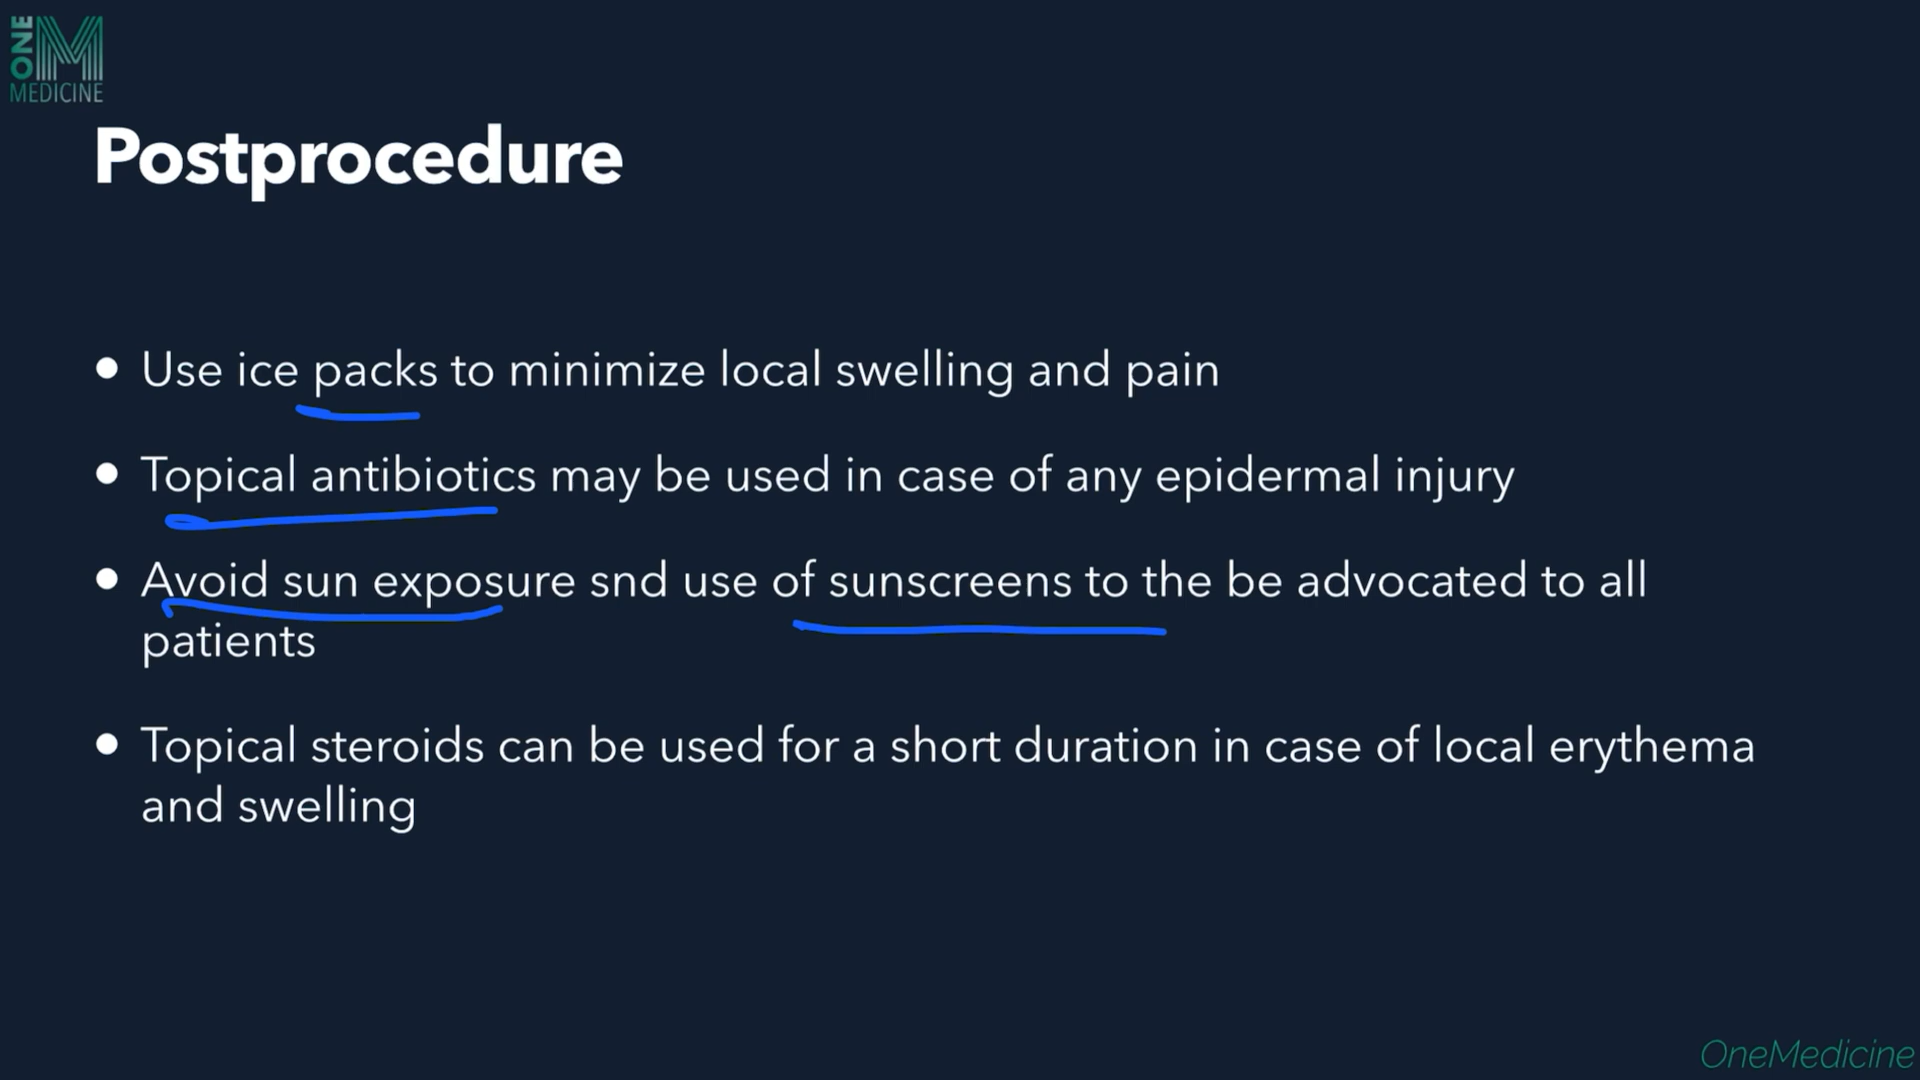 ONE
M
MEDICINE
Postprocedure
• Use ice packs to minimize local swelling and pain
• Topical antibiotics may be used in case of any epidermal injury
• Avoid sun exposure snd use of sunscreens to the be advocated to all
patients
• Topical steroids can be used for a short duration in case of local erythema
and swelling
OneMedicine